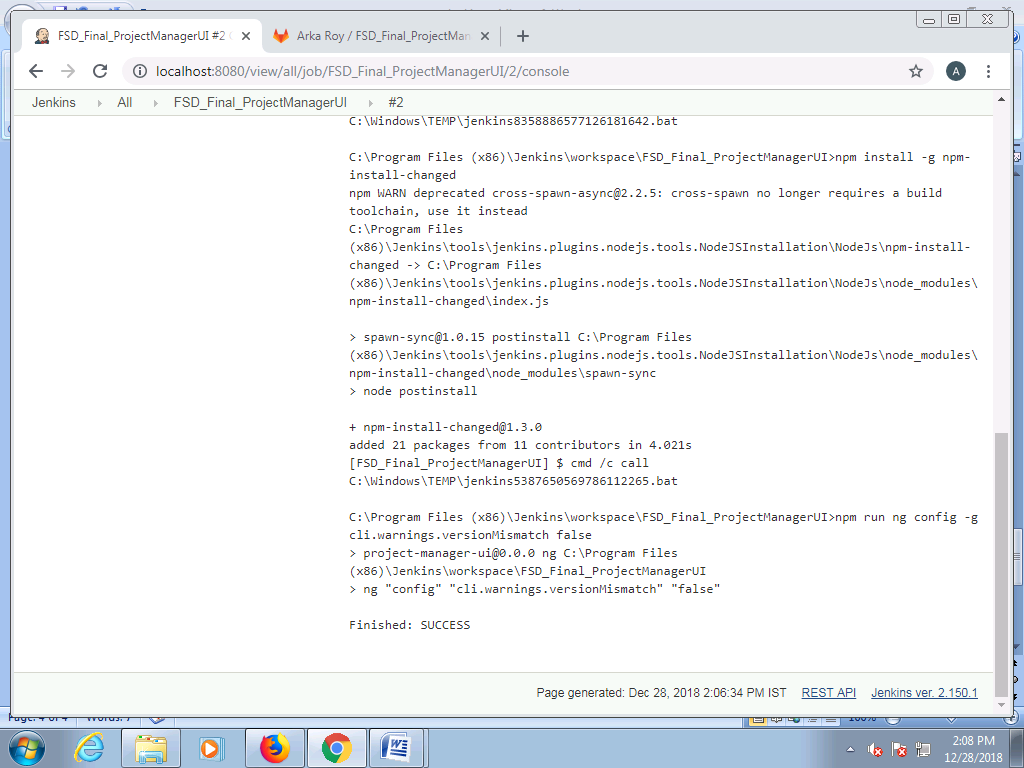 FSD_Final_ProjectManagerUI #2
Arka Roy / FSD_Final_ProjectMan
localhost:8080/view/all/job/FSD_Final_ProjectManagerUI/2/console
A
Jenkins
All
FSD_Final_ProjectManagerUI
#2
C:\Windows\TEMP\jenkins8358886577126181642.bat
C:\Program Files (x86)\Jenkins\workspace\FSD_Final_ProjectManagerUI>npm install -g npm-
install-changed
npm WARN deprecated cross-spawn-async@2.2.5: cross-spawn no longer requires a build
toolchain, use it instead
C:\Program Files
(x86)\Jenkins\tools\jenkins.plugins.nodejs.tools.NodeJSInstallation\NodeJs\npm-install-
changed -> C:\Program Files
(x86)\Jenkins\tools\jenkins.plugins.nodejs.tools.NodeJSInstallation\NodeJs\node_modules\
npm-install-changed\index.js
> spawn-sync@1.0.15 postinstall C:\Program Files
(x86)\Jenkins\tools\jenkins.plugins.nodejs.tools.NodeJSInstallation\NodeJs\node_modules\
npm-install-changed\node_modules\spawn-sync
> node postinstall
+ npm-install-changed@1.3.0
added 21 packages from 11 contributors in 4.021s
[FSD_Final_ProjectManagerUI] $ cmd /c call
C:\Windows\TEMP\jenkins5387650569786112265.bat
C:\Program Files (x86)\Jenkins\workspace\FSD_Final_ProjectManagerUI>npm run ng config -g
cli.warnings.versionMismatch false
> project-manager-ui@0.0.0 ng C:\Program Files
(x86)\Jenkins\workspace\FSD_Final_ProjectManagerUI
> ng "config" "cli.warnings.versionMismatch" "false"
Finished: SUCCESS
Page generated: Dec 28, 2018 2:06:34 PM IST
REST API
Jenkins ver. 2.150.1
Page: 4 of 4
Words: 7
100%
2:08 PM
12/28/2018